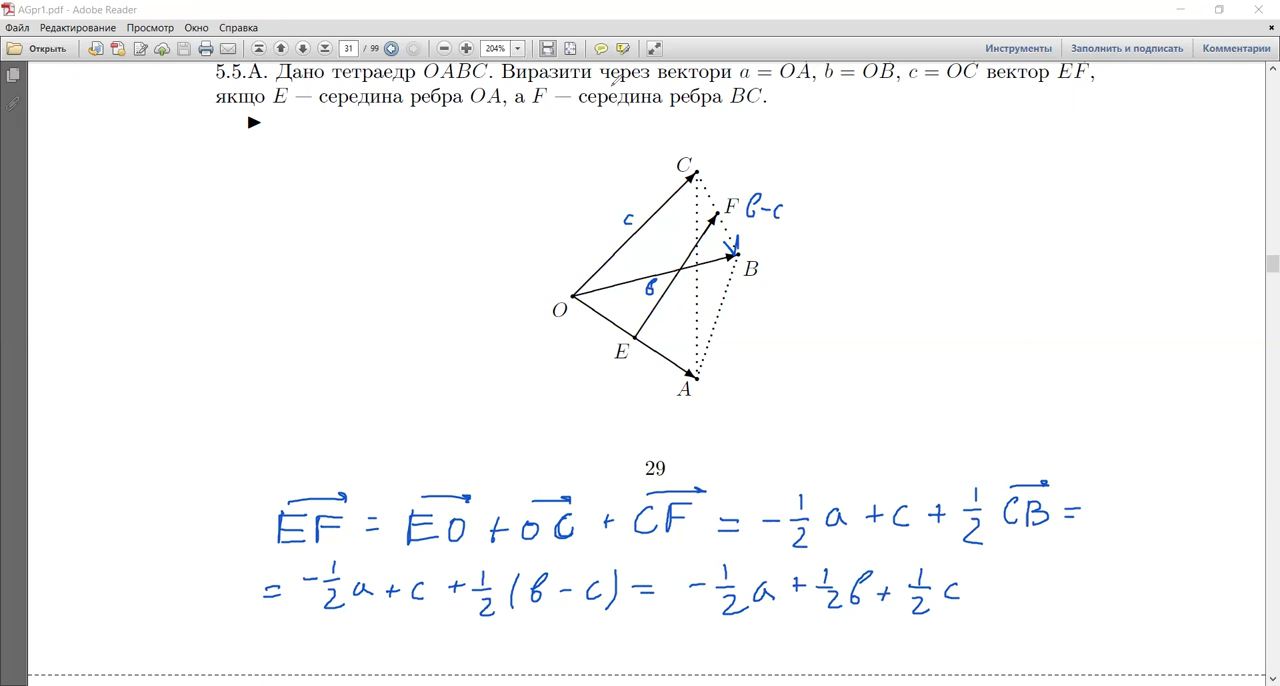 AGpr1.pdf - Adobe Reader
Файл Редактирование Просмотр Окно Справка
Открыть 31 / 99 204% Инструменты Заполнить и подписать Комментарии
5.5.A. Дано тетраедр OABC. Виразити через вектори a = OA, b = OB, c = OC вектор EF,
якщо E — середина ребра OA, а F — середина ребра BC.
C
F в-c
c
B
в
O
E
A
29
EF = EO + OC + CF = -1/2 a + c + 1/2 CB =
= -1/2 a + c + 1/2 (в - c) = -1/2 a + 1/2 в + 1/2 c